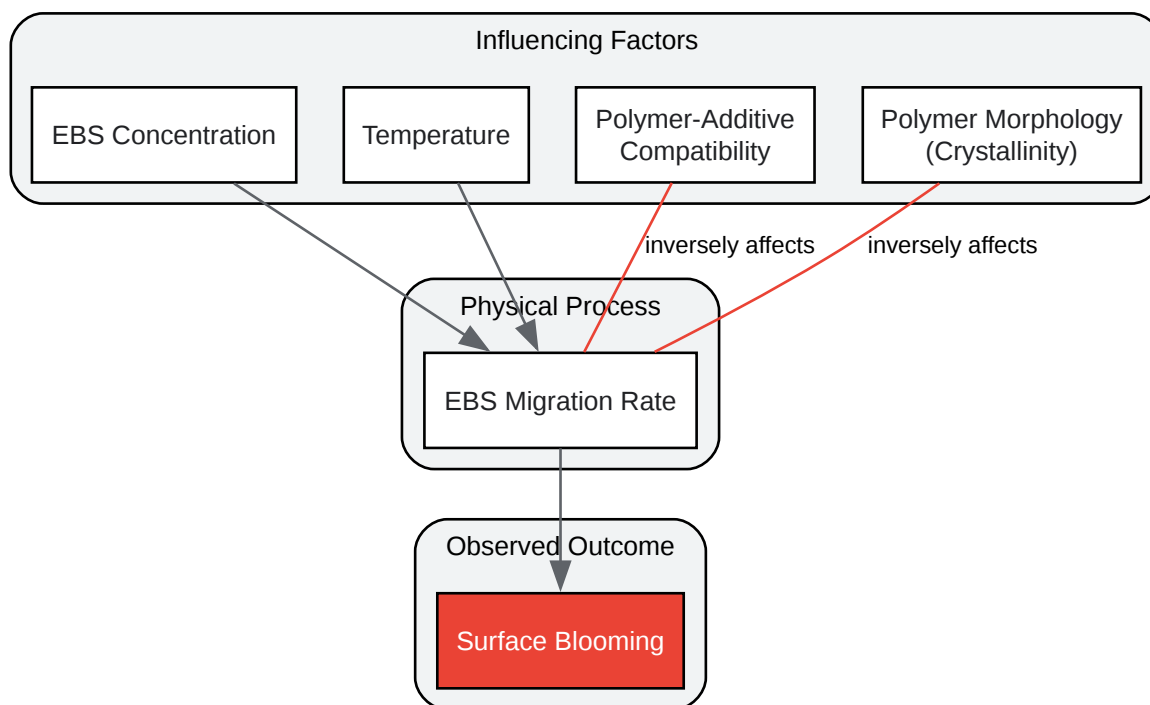 Influencing Factors
EBS Concentration
Temperature
Polymer-Additive
Compatibility
Polymer Morphology
(Crystallinity)
inversely affects
inversely affects
Physical Process
EBS Migration Rate
Observed Outcome
Surface Blooming